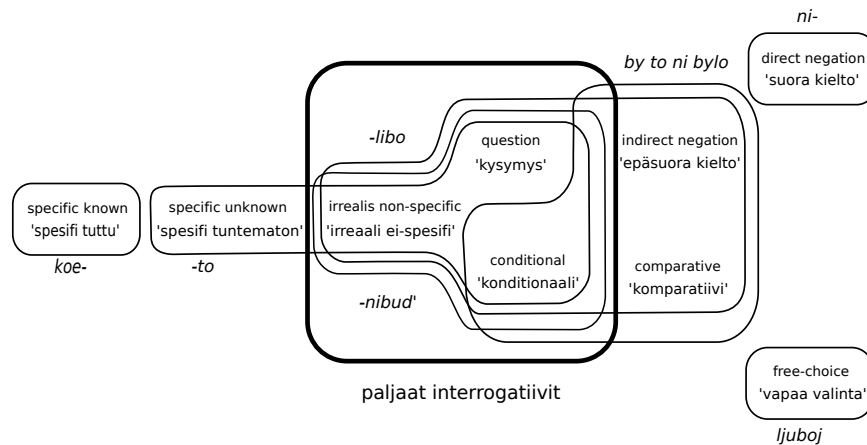 ni-
direct negation
'suora kielto'
by to ni bylo
-libo
question
'kysymys'
indirect negation
'epäsuora kielto'
specific known
'spesifi tuttu'
koe-
specific unknown
'spesifi tuntematon'
-to
irrealis non-specific
'irreaali ei-spesifi'
conditional
'konditionaali'
comparative
'komparatiivi'
-nibud'
paljaat interrogatiivit
free-choice
'vapaa valinta'
ljuboj